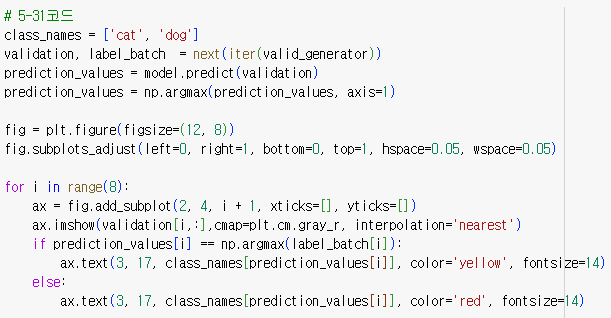 # 5-31코드
class_names = ['cat', 'dog']
validation, label_batch  = next(iter(valid_generator))
prediction_values = model.predict(validation)
prediction_values = np.argmax(prediction_values, axis=1)

fig = plt.figure(figsize=(12, 8))
fig.subplots_adjust(left=0, right=1, bottom=0, top=1, hspace=0.05, wspace=0.05)

for i in range(8):
    ax = fig.add_subplot(2, 4, i + 1, xticks=[], yticks=[])
    ax.imshow(validation[i,:],cmap=plt.cm.gray_r, interpolation='nearest')
    if prediction_values[i] == np.argmax(label_batch[i]):
        ax.text(3, 17, class_names[prediction_values[i]], color='yellow', fontsize=14)
    else:
        ax.text(3, 17, class_names[prediction_values[i]], color='red', fontsize=14)